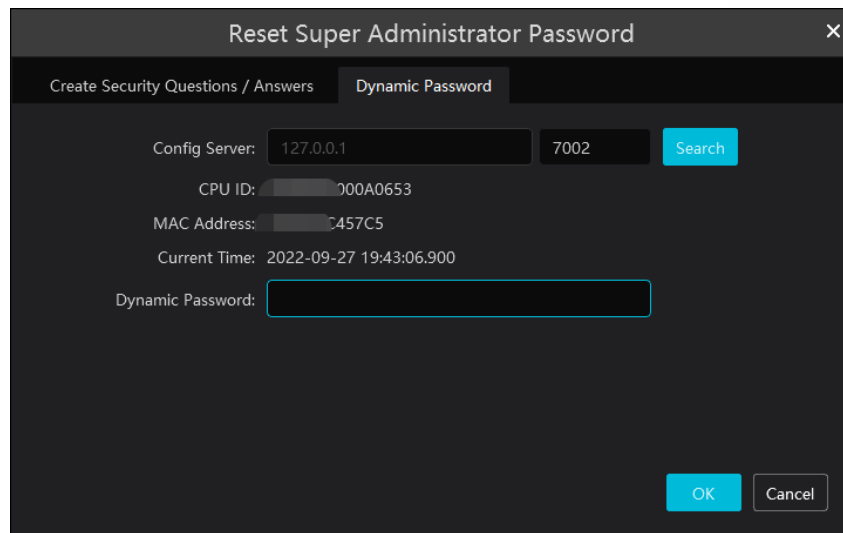 Reset Super Administrator Password
Create Security Questions / Answers Dynamic Password
Config Server: 127.0.0.1 7002 Search
CPU ID: 000A0653
MAC Address: C457C5
Current Time: 2022-09-27 19:43:06.900
Dynamic Password:
OK Cancel